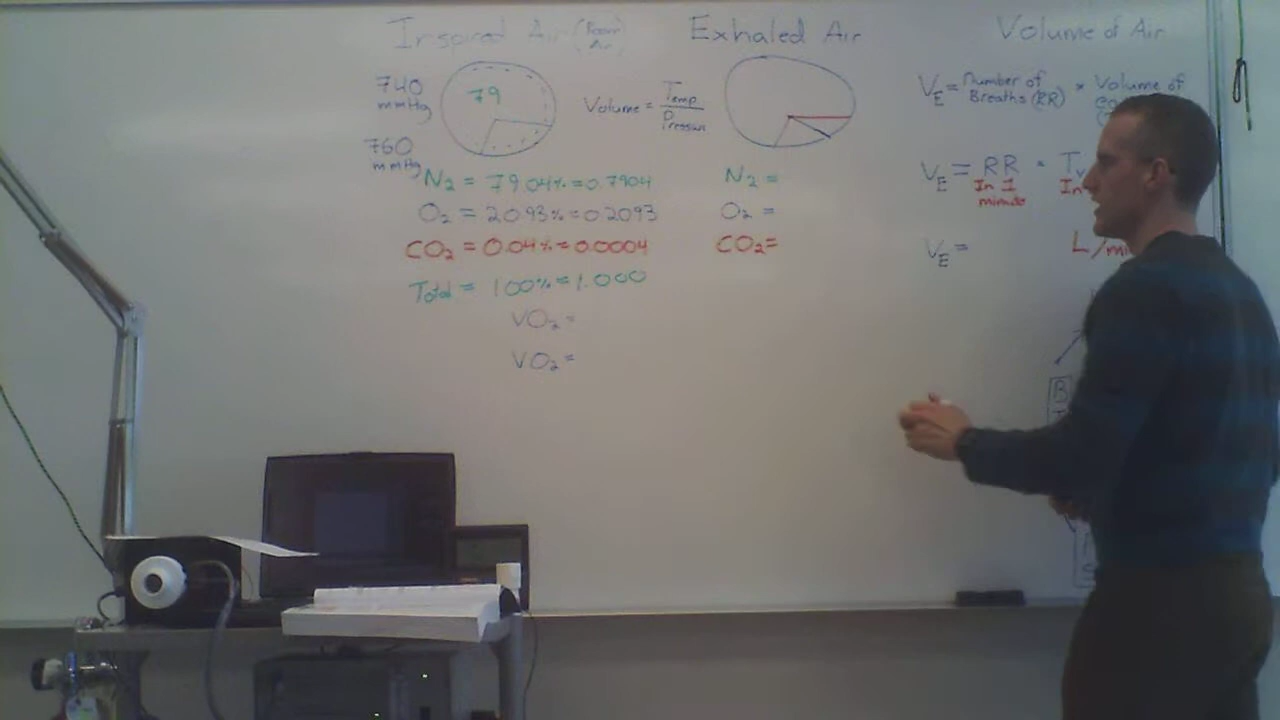 Inspired Air (Room Air)
740 mmHg
79
760 mmHg
Volume = Temp / Pressure
N₂ = 79.04% = 0.7904
O₂ = 20.93% = 0.2093
CO₂ = 0.04% = 0.0004
Total = 100% = 1.000
VO₂ =
VO₂ =
Exhaled Air
N₂ =
O₂ =
CO₂ =
Volume of Air
V_E = Number of Breaths (RR) * Volume of
V_E = RR * Tv
In 1 minute
In
V_E = L/mi
B